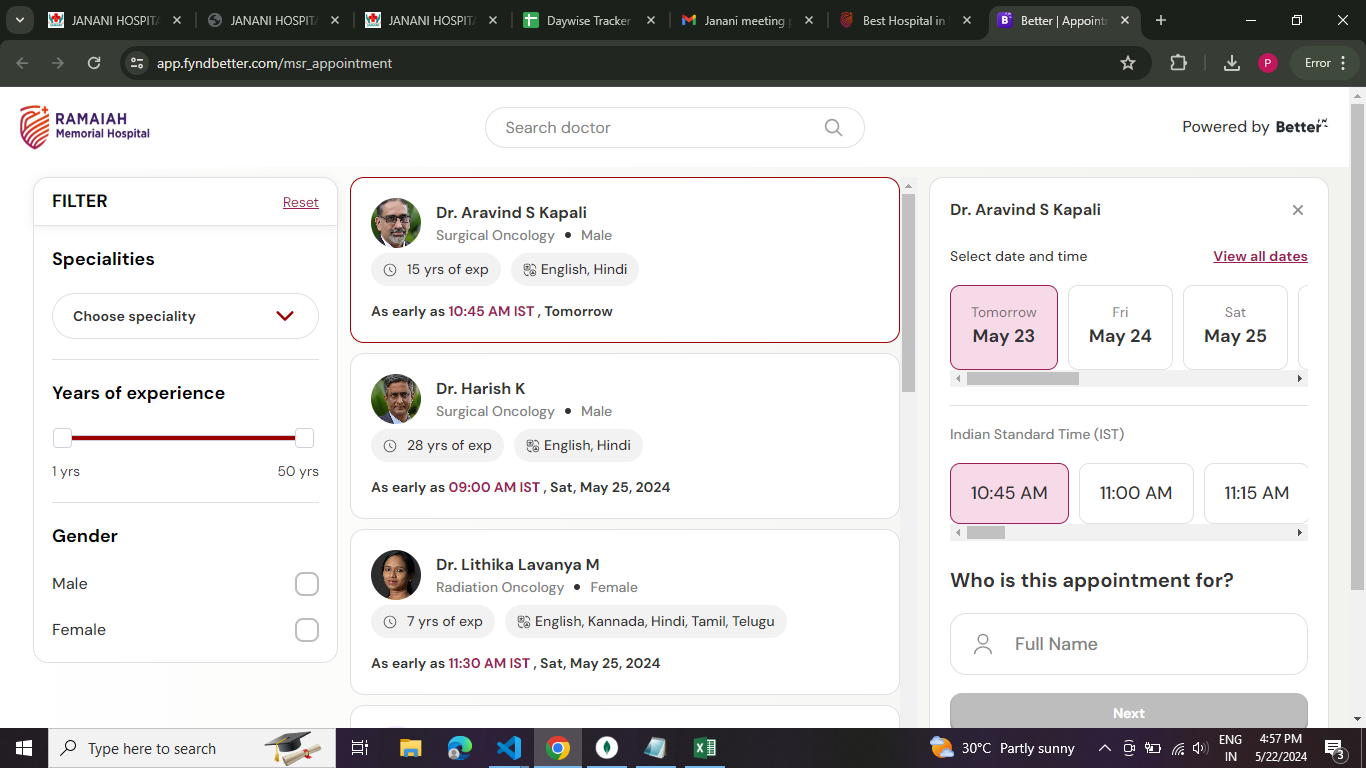 JANANI HOSPITA
JANANI HOSPITA
JANANI HOSPITA
Daywise Tracker
Janani meeting
Best Hospital in
Better | Appoint
app.fyndbetter.com/msr_appointment
P
Error
RAMAIAH
Memorial Hospital
Search doctor
Powered by Better
FILTER
Reset
Specialities
Choose speciality
Years of experience
1 yrs
50 yrs
Gender
Male
Female
Dr. Aravind S Kapali
Surgical Oncology • Male
15 yrs of exp
English, Hindi
As early as 10:45 AM IST , Tomorrow
Dr. Harish K
Surgical Oncology • Male
28 yrs of exp
English, Hindi
As early as 09:00 AM IST , Sat, May 25, 2024
Dr. Lithika Lavanya M
Radiation Oncology • Female
7 yrs of exp
English, Kannada, Hindi, Tamil, Telugu
As early as 11:30 AM IST , Sat, May 25, 2024
Dr. Aravind S Kapali
Select date and time
View all dates
Tomorrow
May 23
Fri
May 24
Sat
May 25
Indian Standard Time (IST)
10:45 AM
11:00 AM
11:15 AM
Who is this appointment for?
Full Name
Next
Type here to search
30°C Partly sunny
ENG
IN
4:57 PM
5/22/2024
3